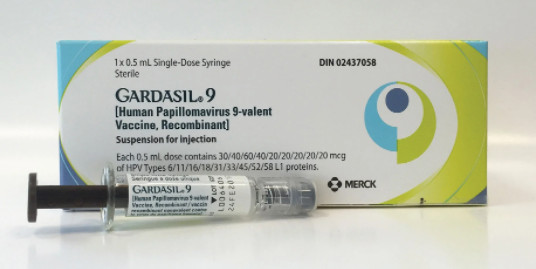 1 x 0.5 mL Single-Dose Syringe
Sterile
DIN 02437058
GARDASIL® 9
[Human Papillomavirus 9-valent
Vaccine, Recombinant]
Suspension for injection
Each 0.5 mL dose contains 30/40/60/40/20/20/20/20/20 mcg
of HPV Types 6/11/16/18/31/33/45/52/58 L1 proteins.
MERCK
GARDASIL® 9
[Human Papillomavirus 9-valent
Vaccine, Recombinant / vaccin